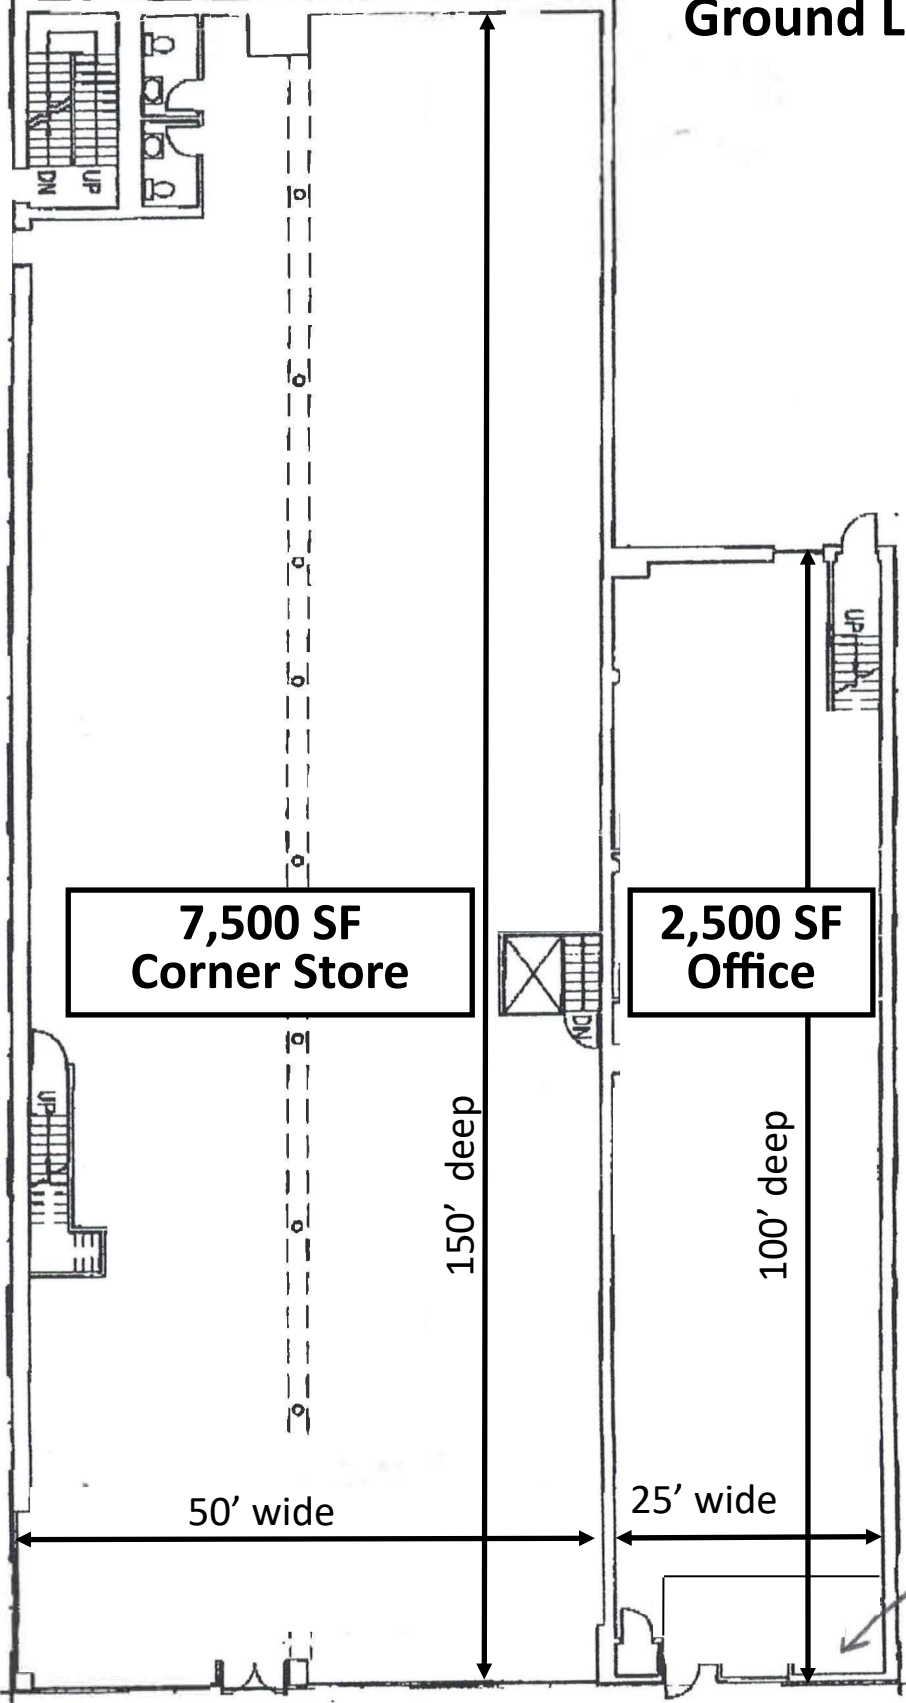 Ground L
DN
UP
UP
7,500 SF
Corner Store
2,500 SF
Office
DN
UP
150’ deep
100’ deep
50’ wide
25’ wide